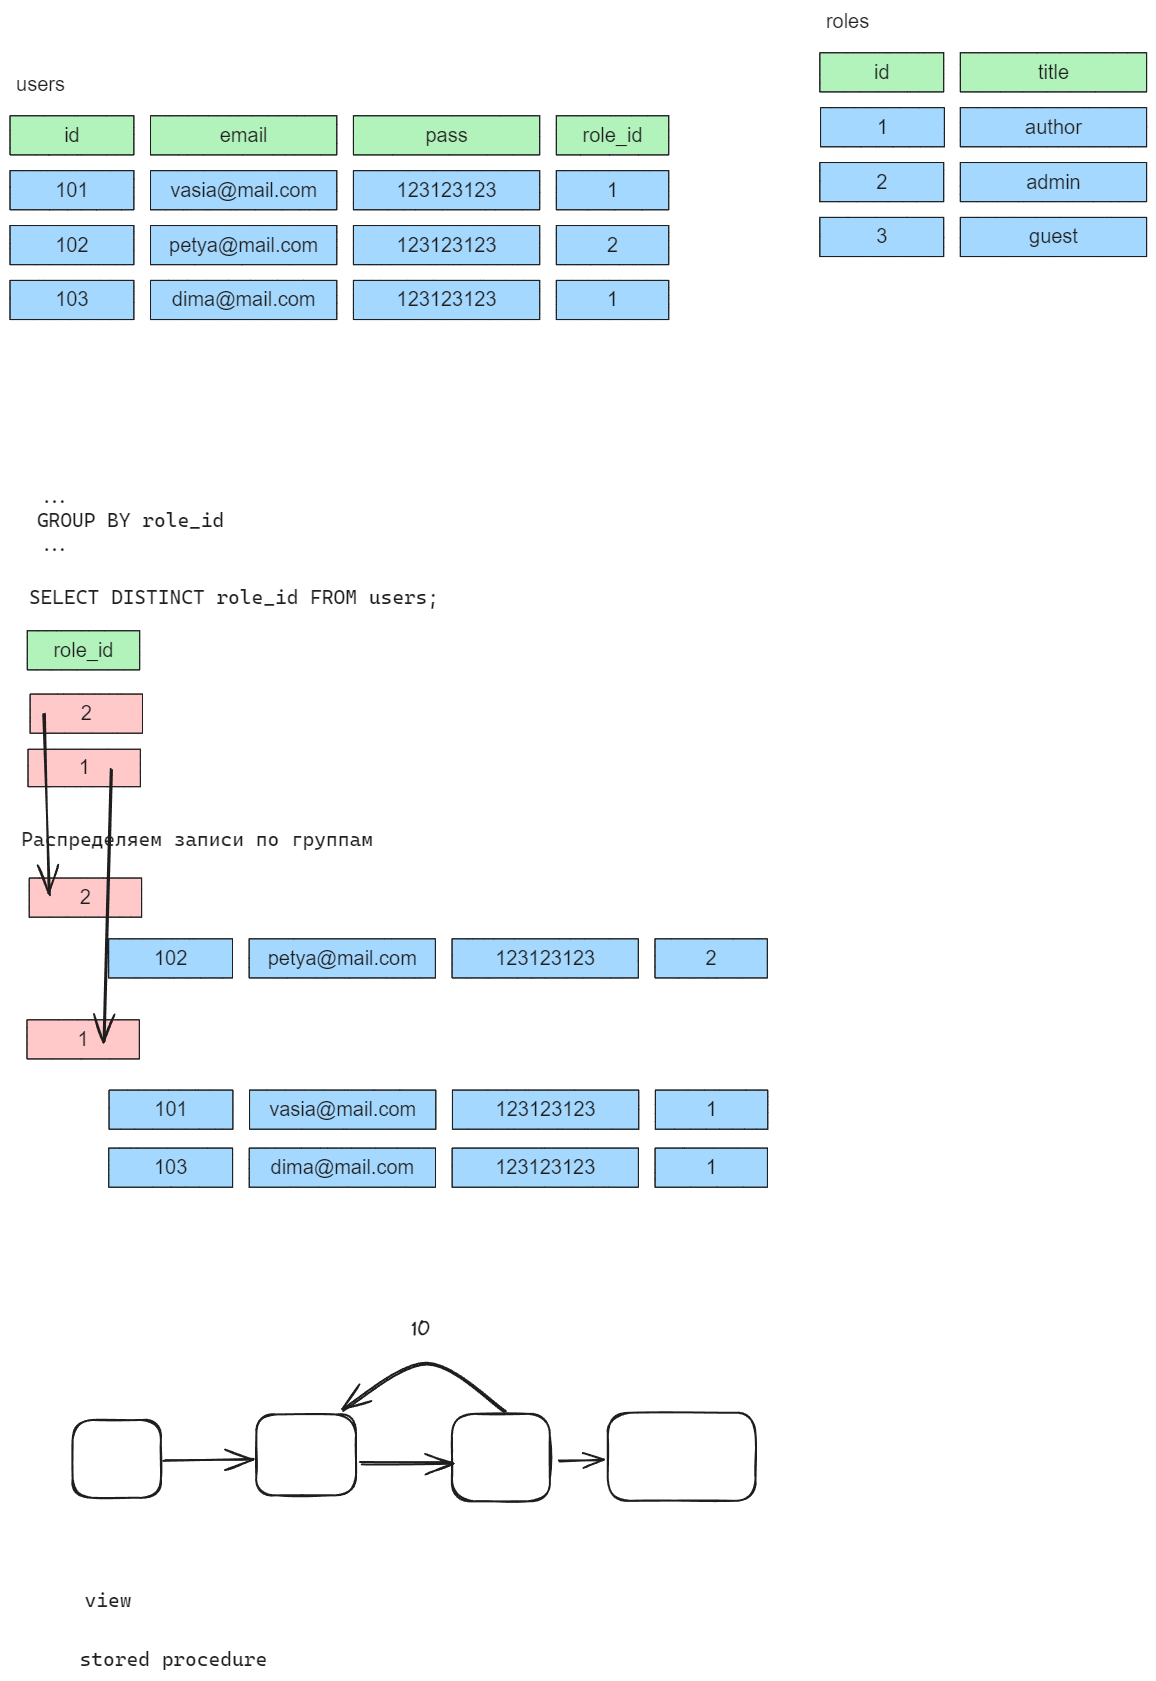 roles
id title
1 author
2 admin
3 guest
users
id email pass role_id
101 vasia@mail.com 123123123 1
102 petya@mail.com 123123123 2
103 dima@mail.com 123123123 1
...
GROUP BY role_id
...
SELECT DISTINCT role_id FROM users;
role_id
2
1
Распределяем записи по группам
2
102 petya@mail.com 123123123 2
1
101 vasia@mail.com 123123123 1
103 dima@mail.com 123123123 1
10
view
stored procedure